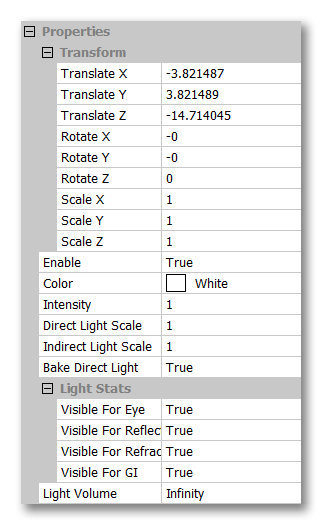 Properties
Transform
Translate X -3.821487
Translate Y 3.821489
Translate Z -14.714045
Rotate X -0
Rotate Y -0
Rotate Z 0
Scale X 1
Scale Y 1
Scale Z 1
Enable True
Color White
Intensity 1
Direct Light Scale 1
Indirect Light Scale 1
Bake Direct Light True
Light Stats
Visible For Eye True
Visible For Reflec True
Visible For Refrac True
Visible For GI True
Light Volume Infinity